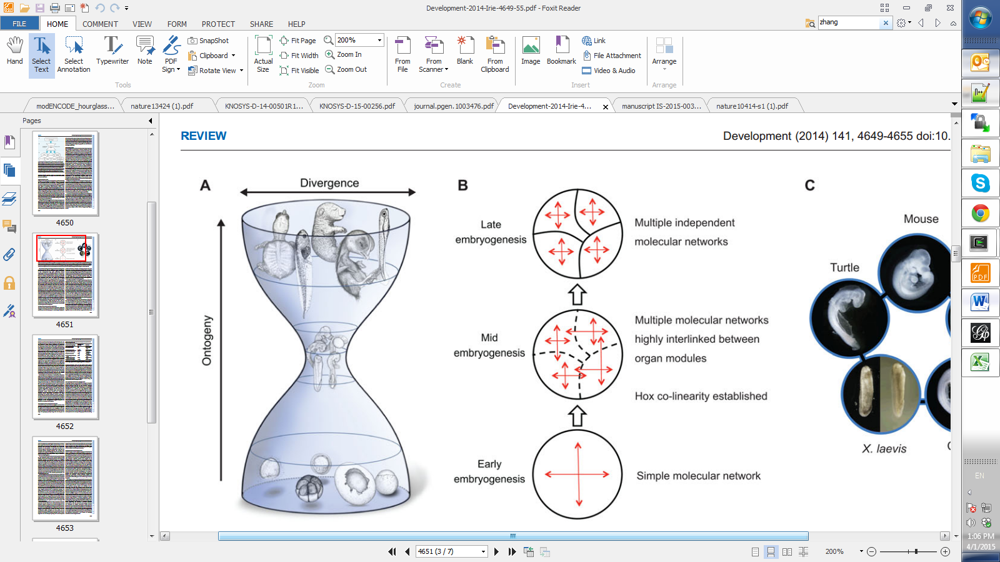 Development-2014-Irie-4649-55.pdf - Foxit Reader
FILE
HOME
COMMENT
VIEW
FORM
PROTECT
SHARE
HELP
zhang
Hand
Select Text
Select Annotation
Typewriter
Note
PDF Sign
SnapShot
Clipboard
Rotate View
Tools
Actual Size
Fit Page
Fit Width
Fit Visible
200%
Zoom In
Zoom Out
Zoom
From File
From Scanner
Blank
From Clipboard
Create
Image
Bookmark
Link
File Attachment
Video & Audio
Insert
Arrange
Arrange
modENCODE_hourglass...
nature13424 (1).pdf
KNOSYS-D-14-00501R1...
KNOSYS-D-15-00256.pdf
journal.pgen.1003476.pdf
Development-2014-Irie-4...
manuscript IS-2015-003...
nature10414-s1 (1).pdf
Pages
4650
4651
4652
4653
REVIEW
Development (2014) 141, 4649-4655 doi:10.
A
Divergence
Ontogeny
B
Late
embryogenesis
Multiple independent
molecular networks
Mid
embryogenesis
Multiple molecular networks
highly interlinked between
organ modules
Hox co-linearity established
Early
embryogenesis
Simple molecular network
C
Mouse
Turtle
X. laevis
4651 (3 / 7)
200%
EN
1:06 PM
4/1/2015